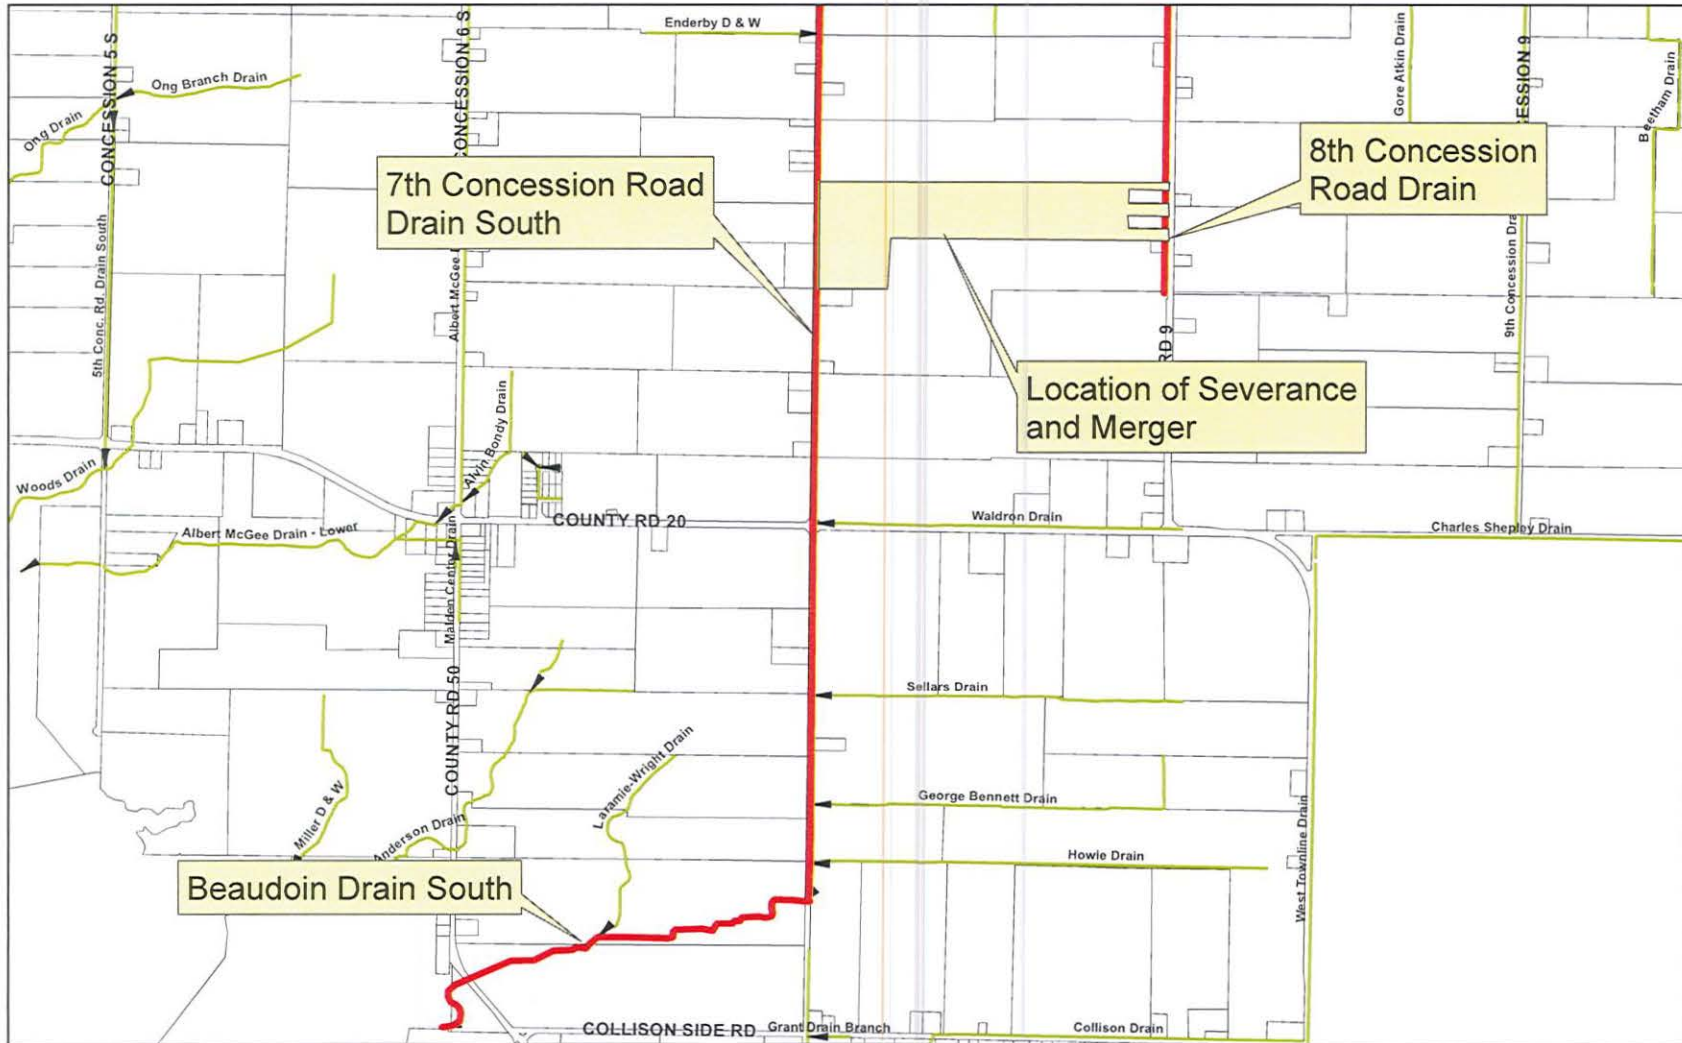 Enderby D & W
CONCESSION 5 S
CONCESSION 6 S
Ong Branch Drain
Ong Drain
Gore Atkin Drain
Beetham Drain
7th Concession Road
Drain South
8th Concession
Road Drain
5th Conc. Rd. Drain South
Albert McGee
9th Concession
RD 9
Location of Severance
and Merger
Alvin Bondy Drain
Woods Drain
Albert McGee Drain - Lower
COUNTY RD 20
Waldron Drain
Charles Shepley Drain
Malden Centre Drain
COUNTY RD 50
Sellars Drain
Laramie-Wright Drain
Miller D & W
Anderson Drain
George Bennett Drain
Howie Drain
West Townline Drain
Beaudoin Drain South
COLLISON SIDE RD
Grant Drain Branch
Collison Drain